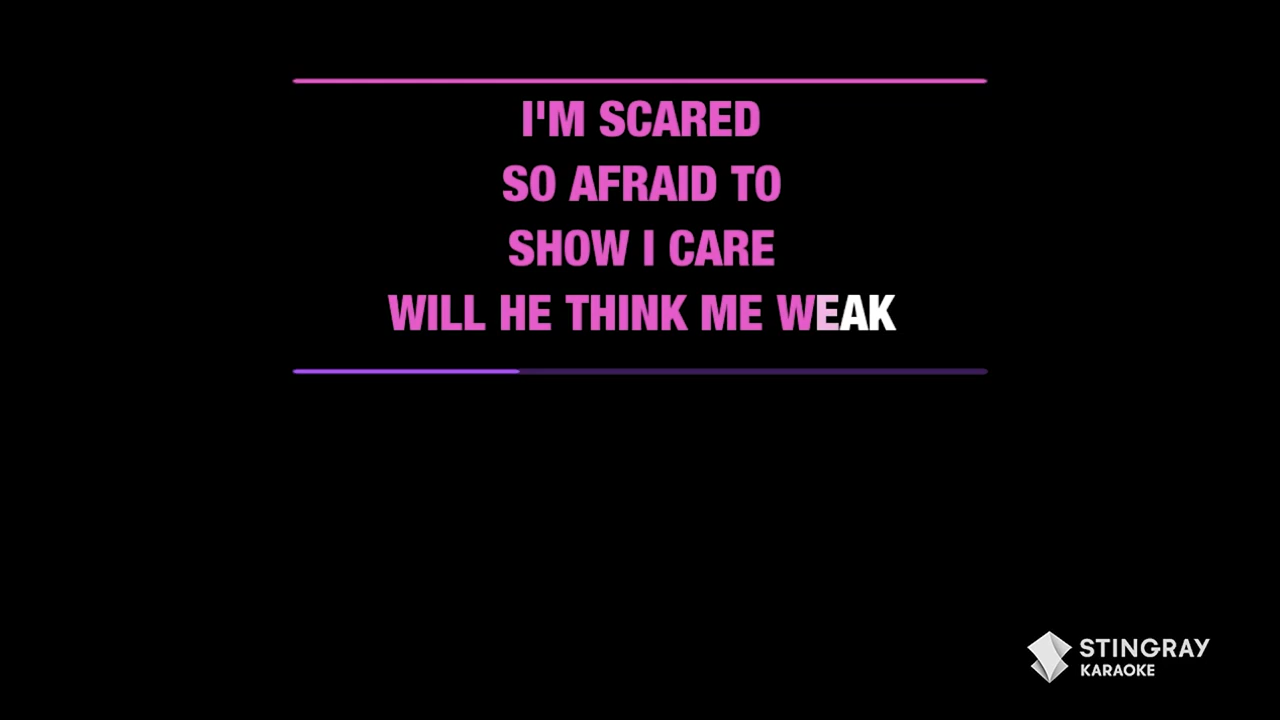 I'M SCARED
SO AFRAID TO
SHOW I CARE
WILL HE THINK ME WEAK
STINGRAY
KARAOKE